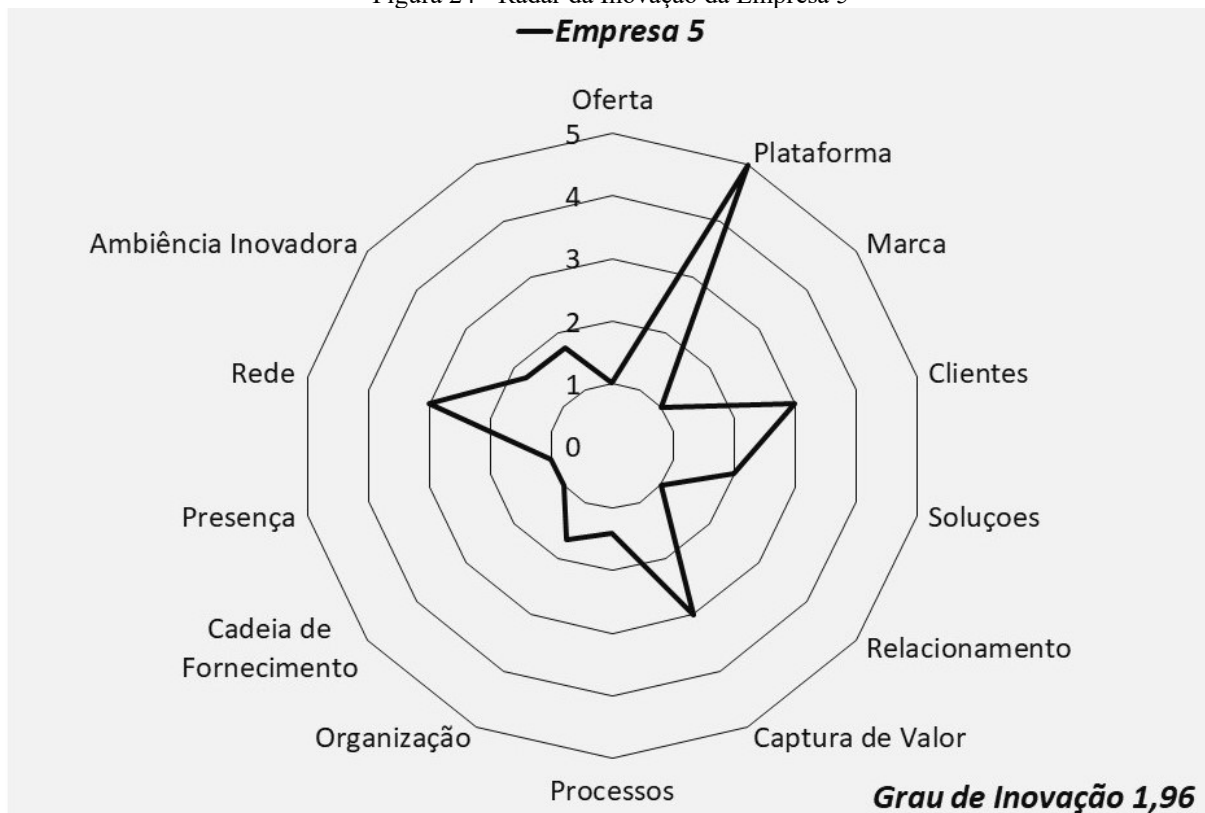 Figura 24 - Radar da Inovação da Empresa 5
Empresa 5
Oferta
5
Plataforma
4
Ambiência Inovadora
Marca
3
2
Rede
1
Clientes
0
Presença
Soluçoes
Cadeia de
Fornecimento
Relacionamento
Organização
Captura de Valor
Processos
Grau de Inovação 1,96